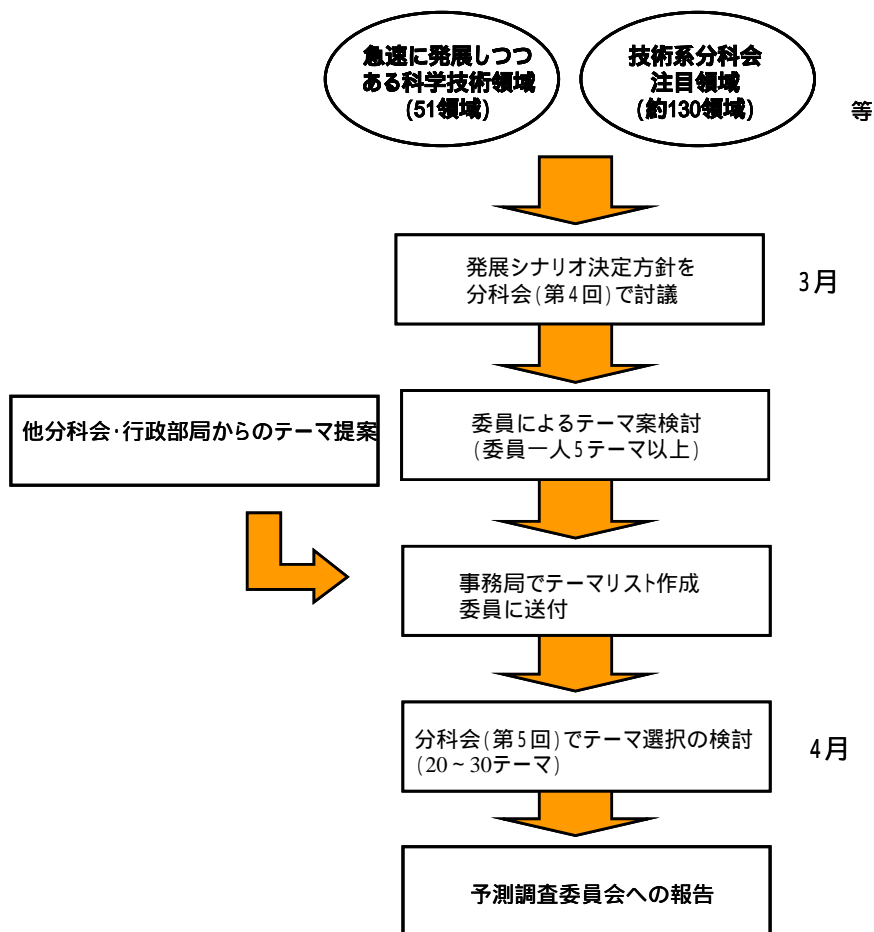 急速に発展しつつ
ある科学技術領域
(51領域)
技術系分科会
注目領域
(約130領域)
等
発展シナリオ決定方針を
分科会(第4回)で討議
3月
他分科会･行政部局からのテーマ提案
委員によるテーマ案検討
(委員一人5テーマ以上)
事務局でテーマリスト作成
委員に送付
分科会(第5回)でテーマ選択の検討
(20~30テーマ)
4月
予測調査委員会への報告